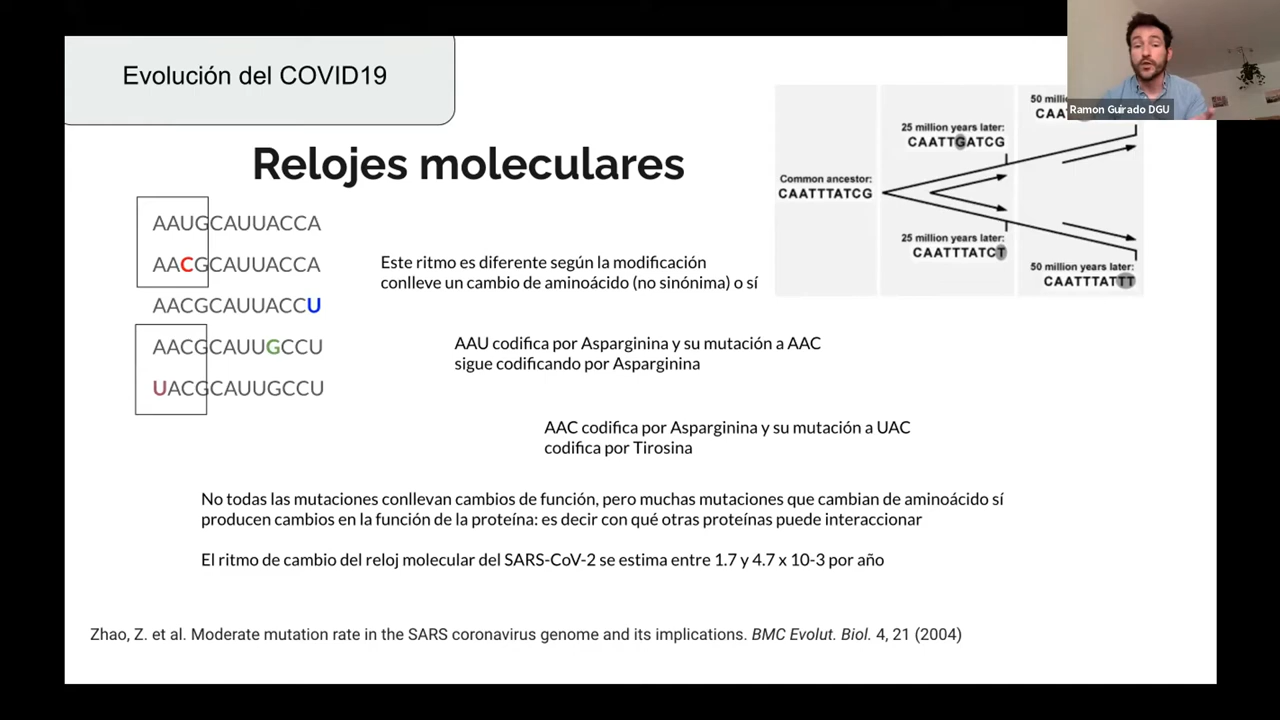 Evolución del COVID19
Relojes moleculares
AAUGCAUUACCA
AACGCAUUACCA
AACGCAUUACCU
AACGCAUUGCCU
UACGCAUUGCCU
Este ritmo es diferente según la modificación
conlleve un cambio de aminoácido (no sinónima) o sí
AAU codifica por Asparginina y su mutación a AAC
sigue codificando por Asparginina
AAC codifica por Asparginina y su mutación a UAC
codifica por Tirosina
No todas las mutaciones conllevan cambios de función, pero muchas mutaciones que cambian de aminoácido sí
producen cambios en la función de la proteína: es decir con qué otras proteínas puede interaccionar
El ritmo de cambio del reloj molecular del SARS-CoV-2 se estima entre 1.7 y 4.7 x 10-3 por año
Zhao, Z. et al. Moderate mutation rate in the SARS coronavirus genome and its implications. BMC Evolut. Biol. 4, 21 (2004)
Common ancestor:
CAATTTATCG
25 million years later:
CAATTGATCG
25 million years later:
CAATTTATCT
50
50 million years later:
CAATTTATTT
Ramon Guirado DGU